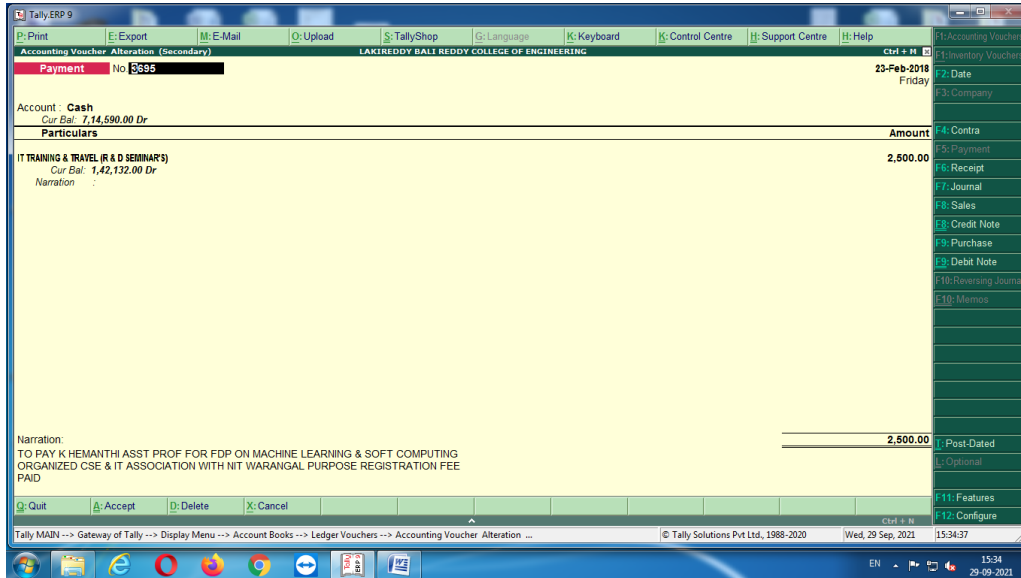 Tally.ERP 9
P: Print E: Export M: E-Mail O: Upload S: TallyShop G: Language K: Keyboard K: Control Centre H: Support Centre H: Help
Accounting Voucher Alteration (Secondary) LAKIREDDY BALI REDDY COLLEGE OF ENGINEERING Ctrl + M
Payment No. 3695 23-Feb-2018
Friday
Account : Cash
Cur Bal: 7,14,590.00 Dr
Particulars Amount
IT TRAINING & TRAVEL (R & D SEMINAR'S) 2,500.00
Cur Bal: 1,42,132.00 Dr
Narration :
Narration: 2,500.00
TO PAY K HEMANTHI ASST PROF FOR FDP ON MACHINE LEARNING & SOFT COMPUTING
ORGANIZED CSE & IT ASSOCIATION WITH NIT WARANGAL PURPOSE REGISTRATION FEE
PAID
Q: Quit A: Accept D: Delete X: Cancel
Ctrl + N
Tally MAIN --> Gateway of Tally --> Display Menu --> Account Books --> Ledger Vouchers --> Accounting Voucher Alteration ... © Tally Solutions Pvt Ltd., 1988-2020 Wed, 29 Sep, 2021 15:34:37
F1: Accounting Vouchers
F1: Inventory Vouchers
F2: Date
F3: Company
F4: Contra
F5: Payment
F6: Receipt
F7: Journal
F8: Sales
F8: Credit Note
F9: Purchase
F9: Debit Note
F10: Reversing Journa
F10: Memos
T: Post-Dated
L: Optional
F11: Features
F12: Configure
EN 15:34
29-09-2021